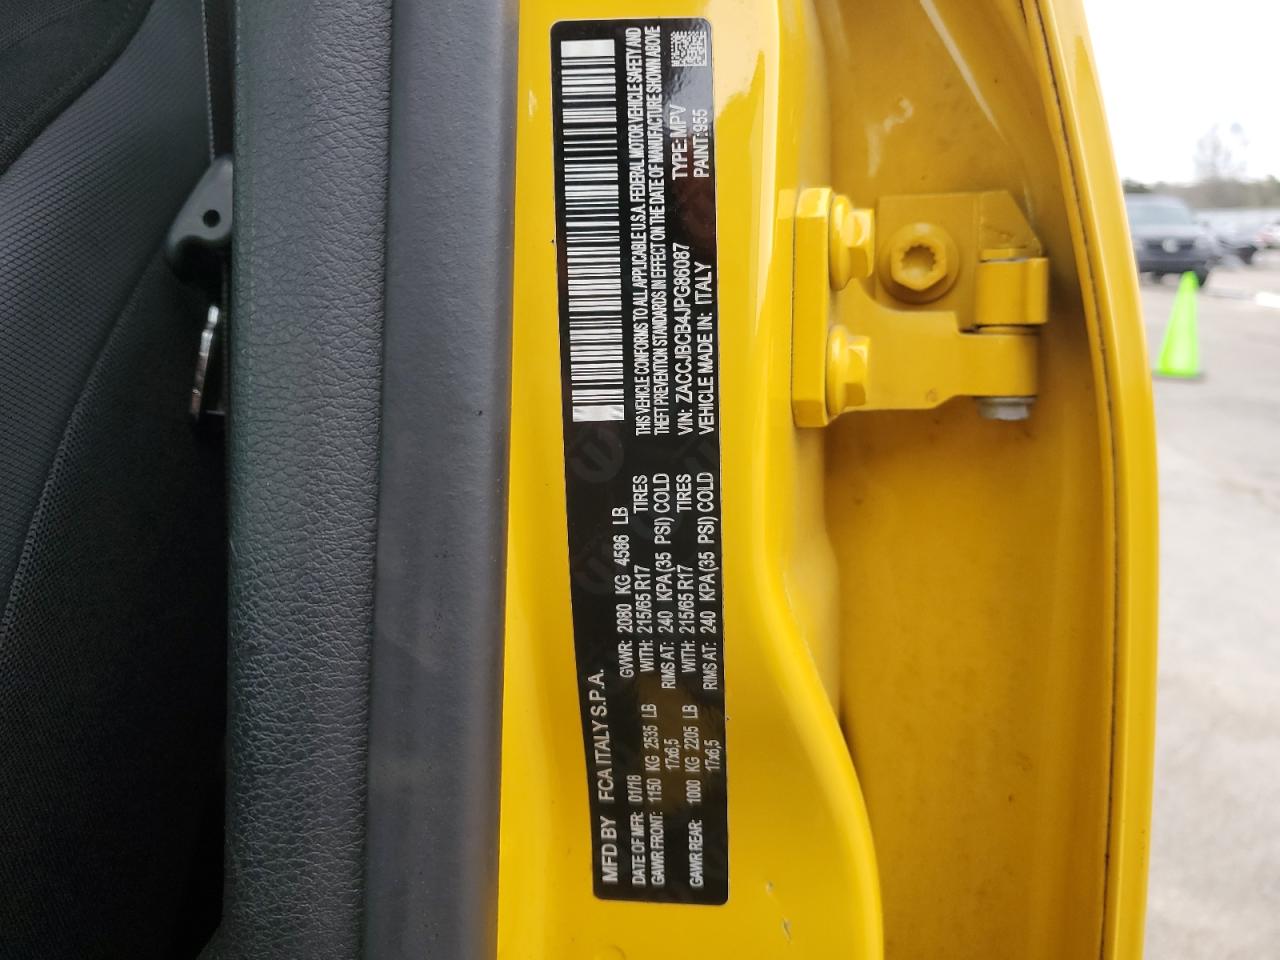 MFD BY FCA ITALY S.P.A.
DATE OF MFR: 01/18 GVWR: 2080 KG 4586 LB
GAWR FRONT: 1150 KG 2535 LB WITH: 215/65 R17 TIRES
17x6,5 RIMS AT: 240 KPA(35 PSI) COLD
GAWR REAR: 1000 KG 2205 LB WITH: 215/65 R17 TIRES
17x6,5 RIMS AT: 240 KPA(35 PSI) COLD
THIS VEHICLE CONFORMS TO ALL APPLICABLE U.S.A. FEDERAL MOTOR VEHICLE SAFETY AND
THEFT PREVENTION STANDARDS IN EFFECT ON THE DATE OF MANUFACTURE SHOWN ABOVE
VIN: ZACCJBCB4JPG86087 TYPE: MPV
VEHICLE MADE IN: ITALY PAINT:955